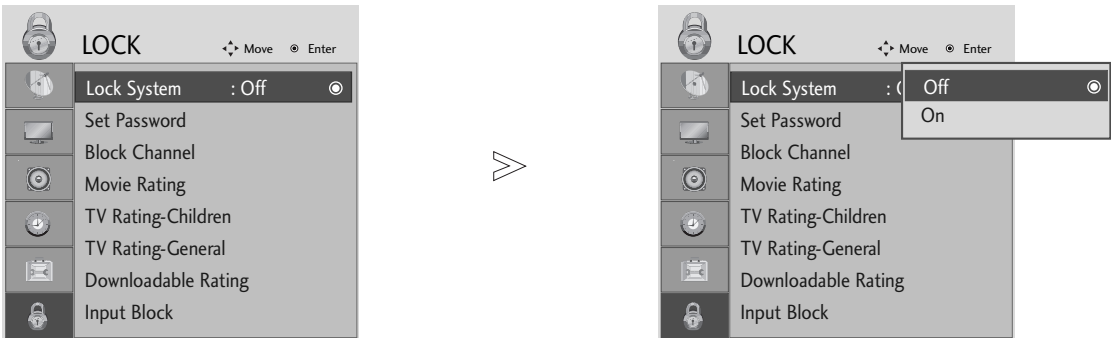 LOCK
Move Enter
Lock System : Off
Set Password
Block Channel
Movie Rating
TV Rating-Children
TV Rating-General
Downloadable Rating
Input Block
LOCK
Move Enter
Lock System :
Off
On
Set Password
Block Channel
Movie Rating
TV Rating-Children
TV Rating-General
Downloadable Rating
Input Block